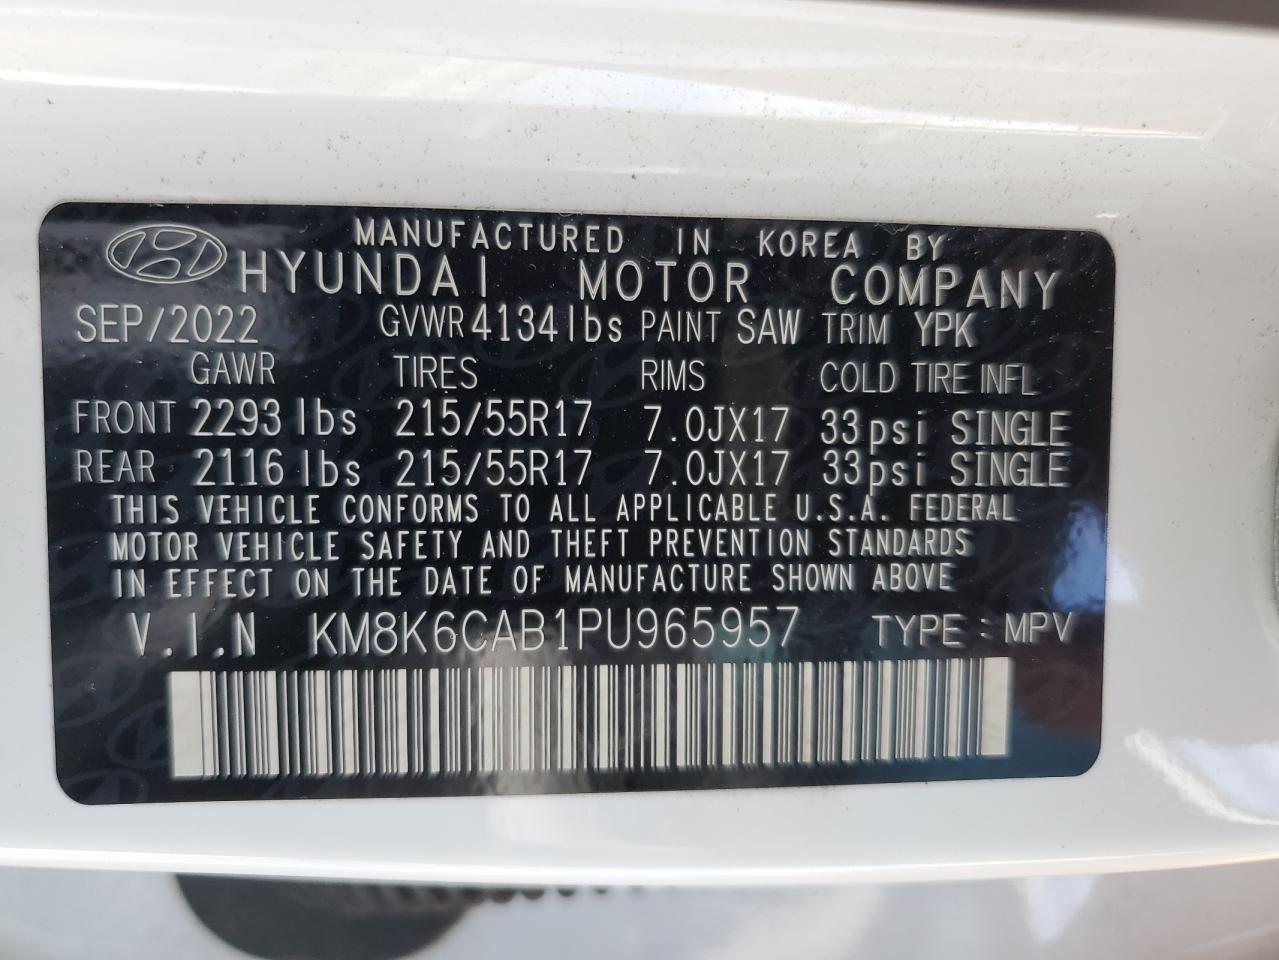 MANUFACTURED IN KOREA BY
HYUNDAI MOTOR COMPANY
SEP/2022 GVWR 4134 lbs PAINT SAW TRIM YPK
GAWR TIRES RIMS COLD TIRE INFL
FRONT 2293 lbs 215/55R17 7.0JX17 33psi SINGLE
REAR 2116 lbs 215/55R17 7.0JX17 33psi SINGLE
THIS VEHICLE CONFORMS TO ALL APPLICABLE U.S.A. FEDERAL
MOTOR VEHICLE SAFETY AND THEFT PREVENTION STANDARDS
IN EFFECT ON THE DATE OF MANUFACTURE SHOWN ABOVE
V.I.N KM8K6CAB1PU965957 TYPE : MPV